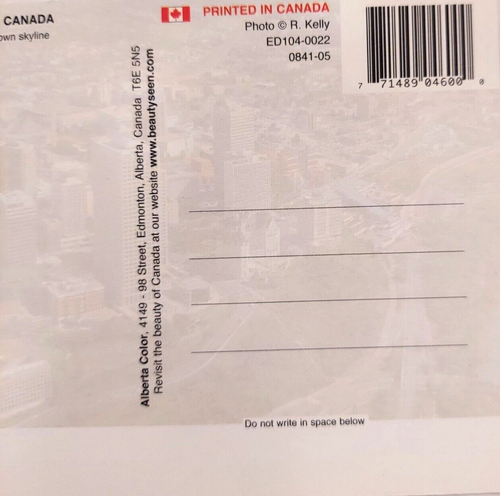 CANADA
own skyline
PRINTED IN CANADA
Photo © R. Kelly
ED104-0022
0841-05
7 71489 04600 0
Alberta Color, 4149 - 98 Street, Edmonton, Alberta, Canada T6E 5N5
Revisit the beauty of Canada at our website www.beautyseen.com
Do not write in space below